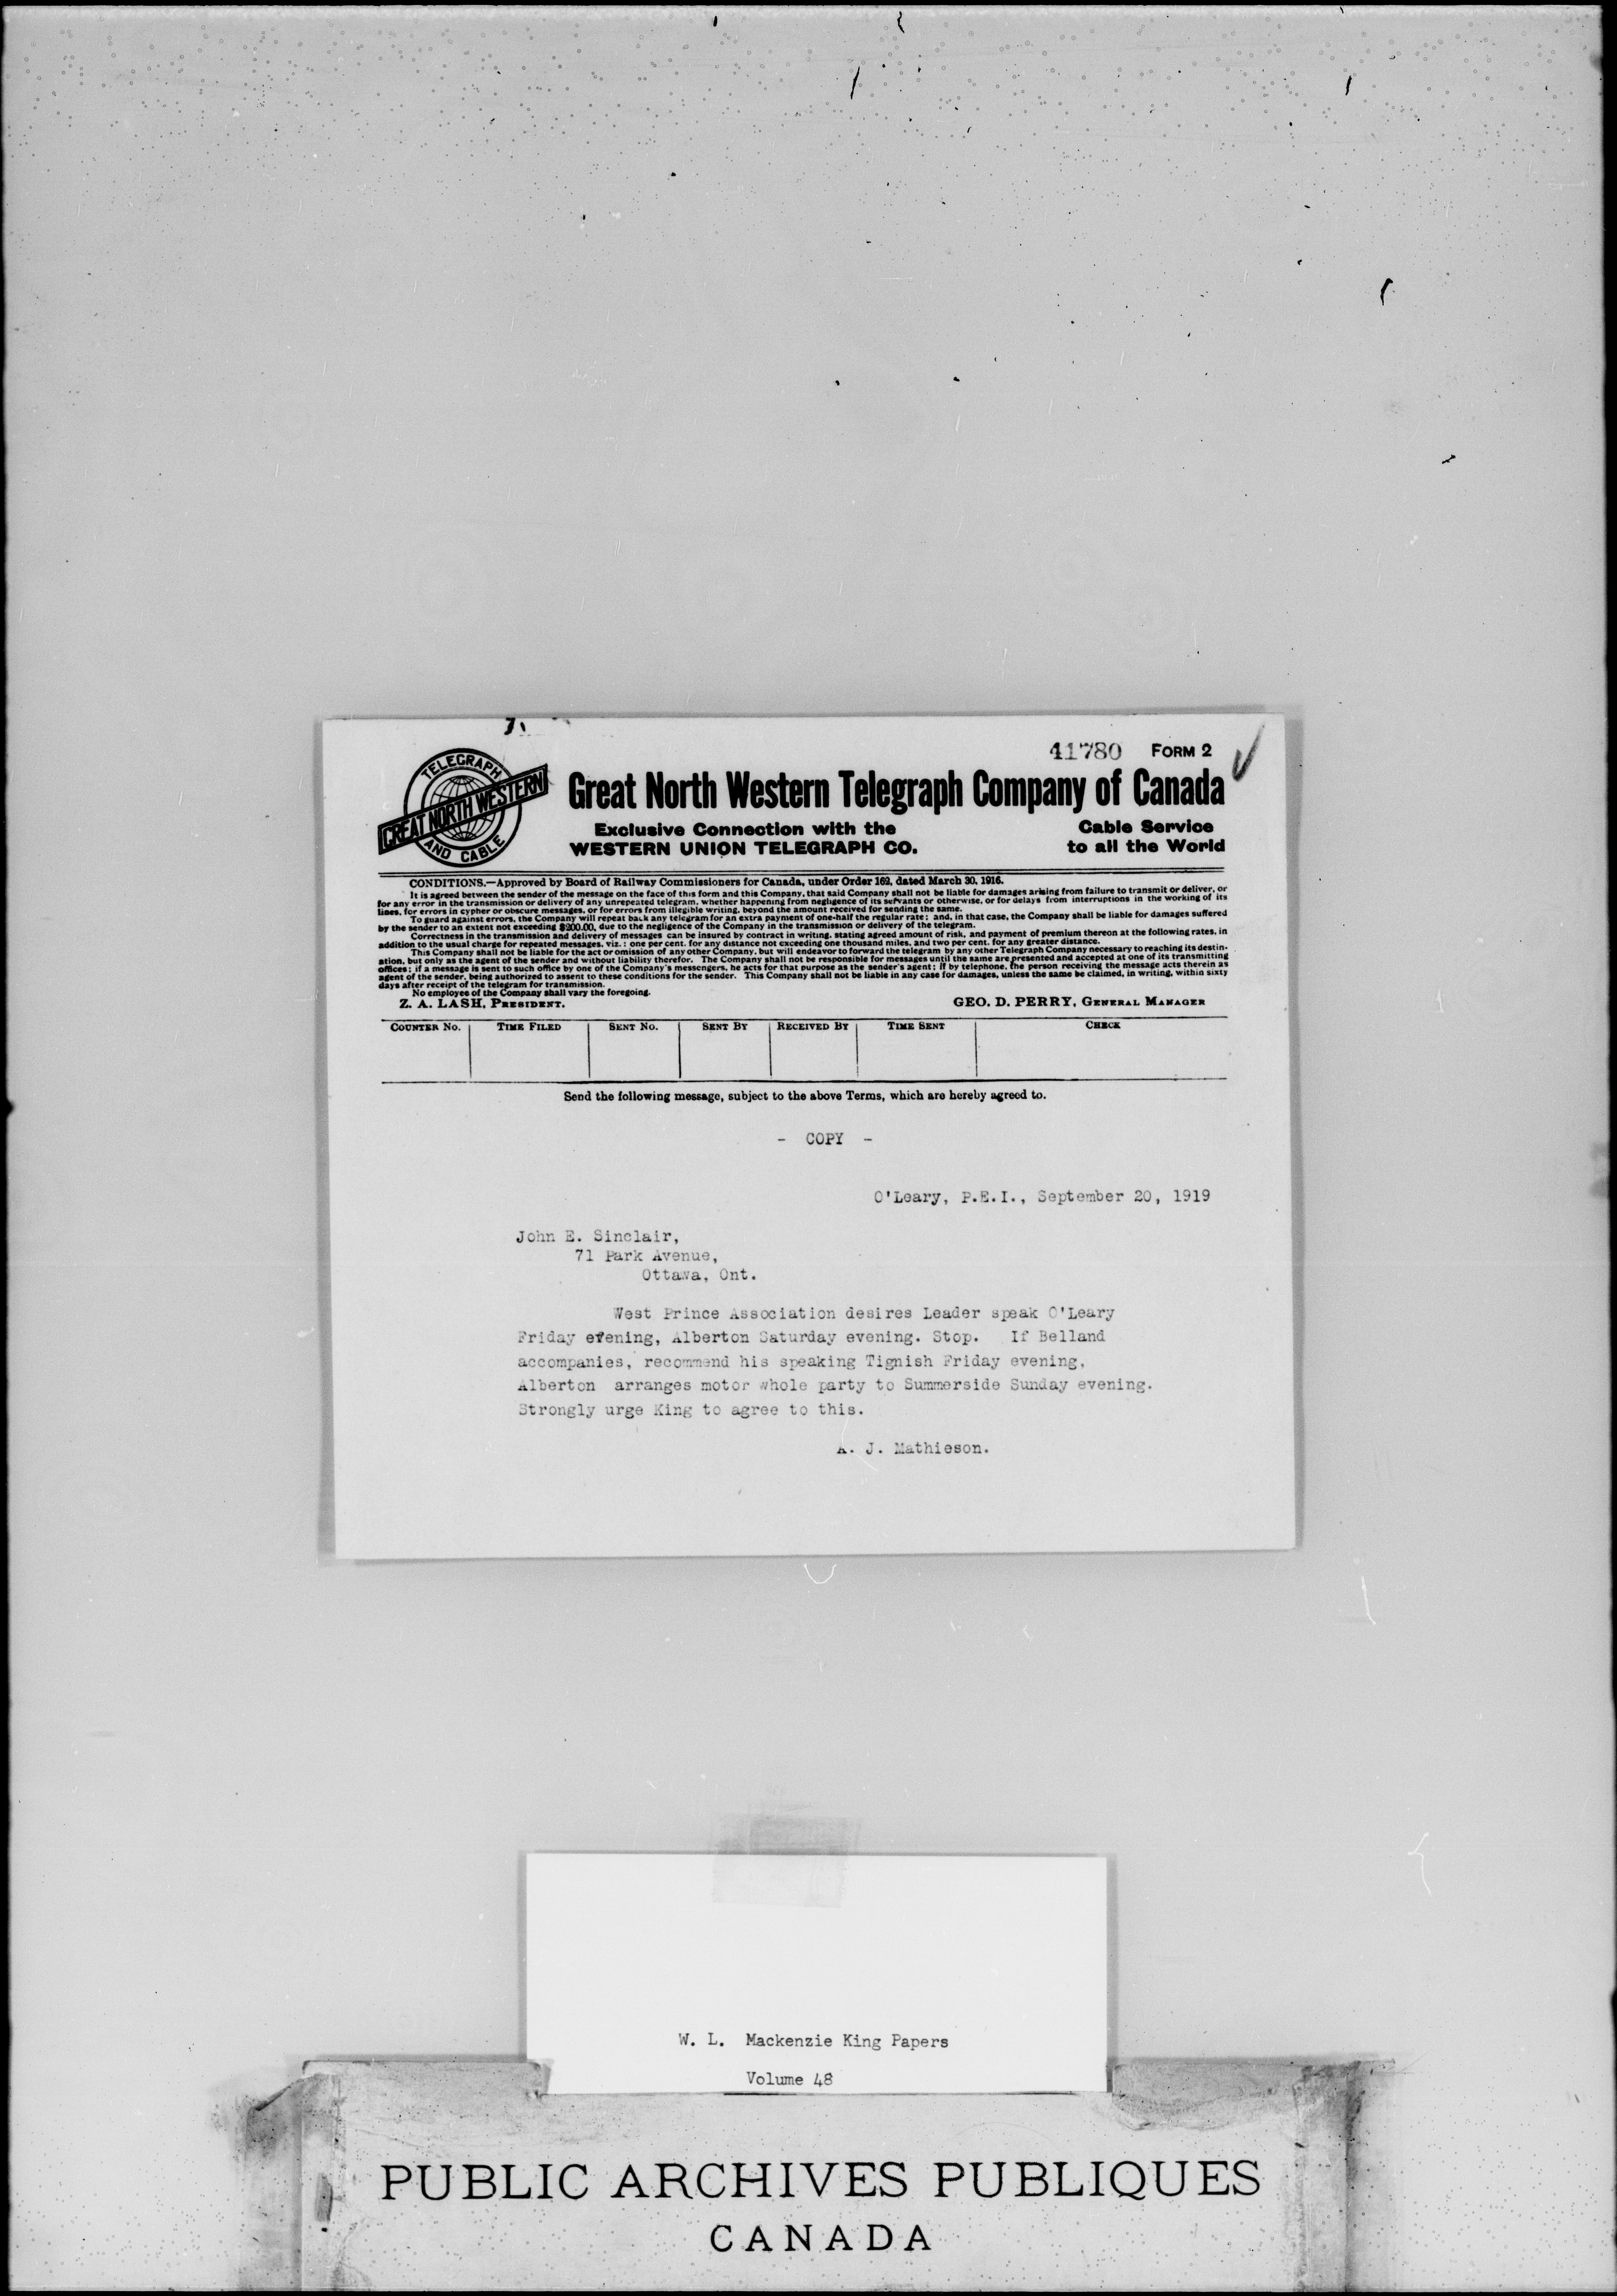 41780 FORM 2
TELEGRAPH
GREAT NORTH WESTERN
AND CABLE
Great North Western Telegraph Company of Canada
Exclusive Connection with the
WESTERN UNION TELEGRAPH CO.
Cable Service
to all the World
CONDITIONS.—Approved by Board of Railway Commissioners for Canada, under Order 162, dated March 30, 1916.
It is agreed between the sender of the message on the face of this form and this Company, that said Company shall not be liable for damages arising from failure to transmit or deliver, or
for any error in the transmission or delivery of any unrepeated telegram, whether happening from negligence of its servants or otherwise, or for delays from interruptions in the working of its
lines, for errors in cypher or obscure messages, or for errors from illegible writing, beyond the amount received for sending the same.
To guard against errors, the Company will repeat back any telegram for an extra payment of one-half the regular rate; and, in that case, the Company shall be liable for damages suffered
by the sender to an extent not exceeding $200.00, due to the negligence of the Company in the transmission or delivery of the telegram.
Correctness in the transmission and delivery of messages can be insured by contract in writing, stating agreed amount of risk, and payment of premium thereon at the following rates, in
addition to the usual charge for repeated messages, viz.: one per cent. for any distance not exceeding one thousand miles, and two per cent. for any greater distance.
This Company shall not be liable for the act or omission of any other Company, but will endeavor to forward the telegram by any other Telegraph Company necessary to reaching its destin-
ation, but only as the agent of the sender and without liability therefor. The Company shall not be responsible for messages until the same are presented and accepted at one of its transmitting
offices; if a message is sent to such office by one of the Company's messengers, he acts for that purpose as the sender's agent; if by telephone, the person receiving the message acts therein as
agent of the sender, being authorized to assent to these conditions for the sender. This Company shall not be liable in any case for damages, unless the same be claimed, in writing, within sixty
days after receipt of the telegram for transmission.
No employee of the Company shall vary the foregoing.
Z. A. LASH, PRESIDENT. GEO. D. PERRY, GENERAL MANAGER
COUNTER NO. TIME FILED SENT NO. SENT BY RECEIVED BY TIME SENT CHECK
Send the following message, subject to the above Terms, which are hereby agreed to.
- COPY -
O'Leary, P.E.I., September 20, 1919
John E. Sinclair,
71 Park Avenue,
Ottawa, Ont.
West Prince Association desires Leader speak O'Leary
Friday evening, Alberton Saturday evening. Stop. If Belland
accompanies, recommend his speaking Tignish Friday evening,
Alberton arranges motor whole party to Summerside Sunday evening.
Strongly urge King to agree to this.
A. J. Mathieson.
W. L. Mackenzie King Papers
Volume 48
PUBLIC ARCHIVES PUBLIQUES
CANADA